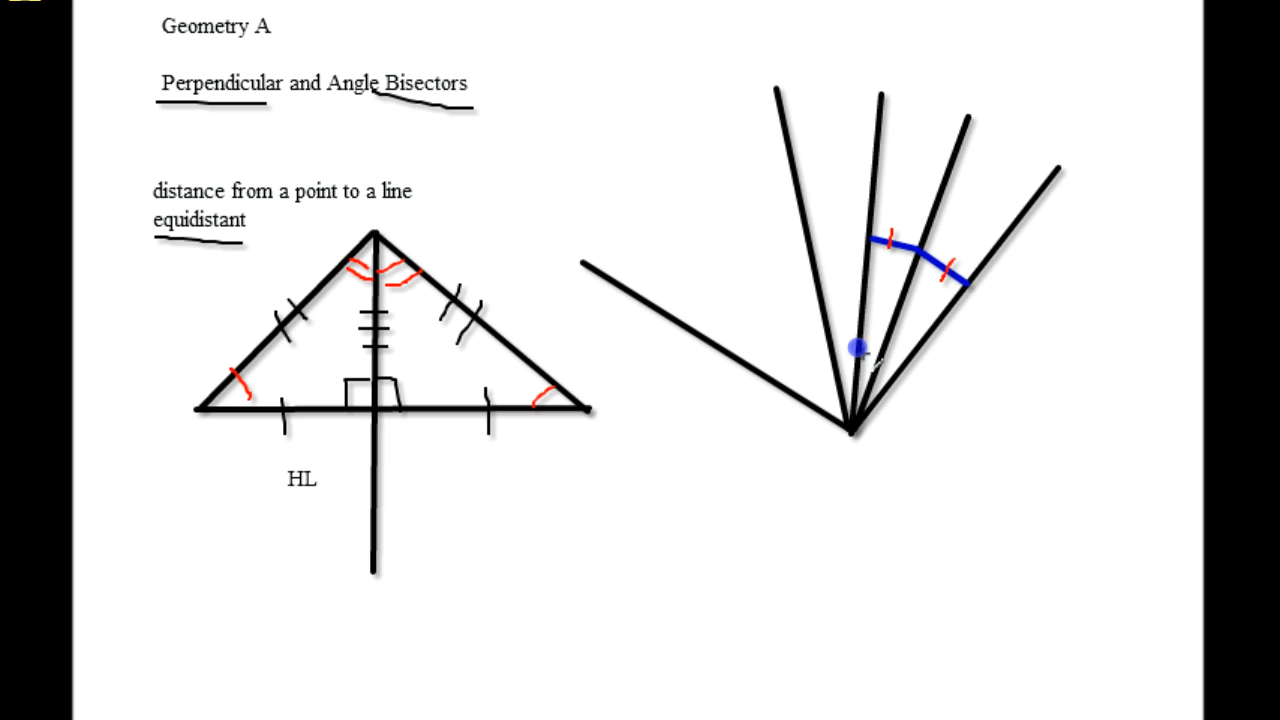 Geometry A
Perpendicular and Angle Bisectors
distance from a point to a line
equidistant
HL